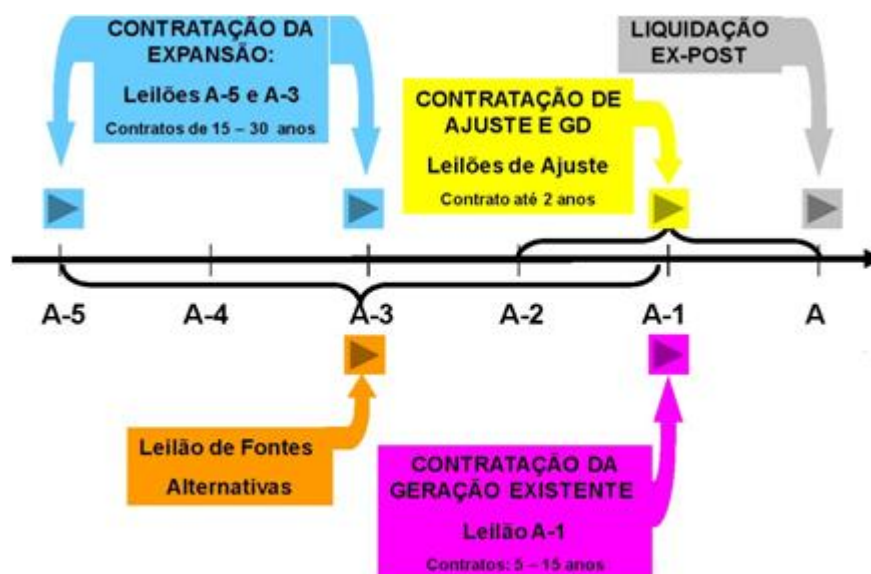 CONTRATAÇÃO DA
EXPANSÃO:
Leilões A-5 e A-3
Contratos de 15 – 30 anos
LIQUIDAÇÃO
EX-POST
CONTRATAÇÃO DE
AJUSTE E GD
Leilões de Ajuste
Contrato até 2 anos
A-5
A-4
A-3
A-2
A-1
A
Leilão de Fontes
Alternativas
CONTRATAÇÃO DA
GERAÇÃO EXISTENTE
Leilão A-1
Contratos: 5 – 15 anos